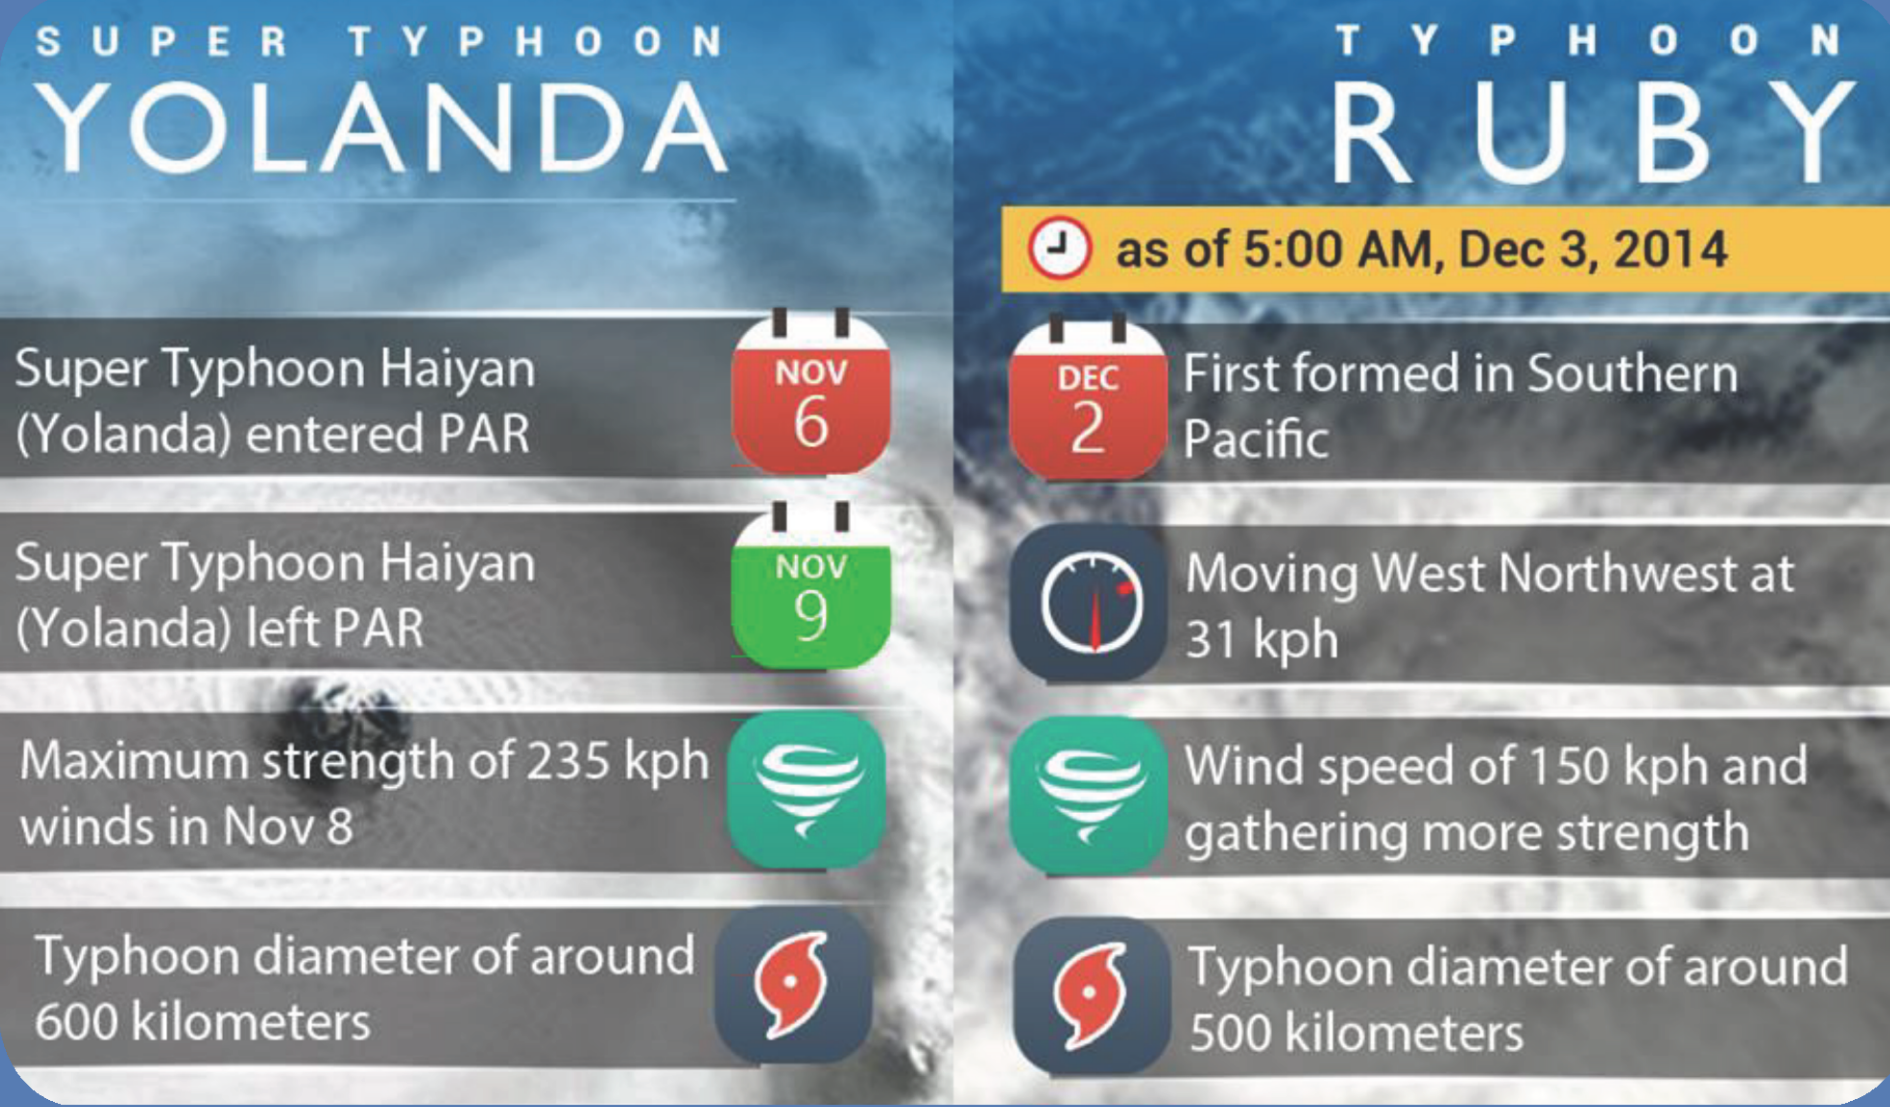 SUPER TYPHOON
YOLANDA
Super Typhoon Haiyan
(Yolanda) entered PAR
NOV
6
Super Typhoon Haiyan
(Yolanda) left PAR
NOV
9
Maximum strength of 235 kph
winds in Nov 8
Typhoon diameter of around
600 kilometers
TYPHOON
RUBY
as of 5:00 AM, Dec 3, 2014
DEC
2
First formed in Southern
Pacific
Moving West Northwest at
31 kph
Wind speed of 150 kph and
gathering more strength
Typhoon diameter of around
500 kilometers